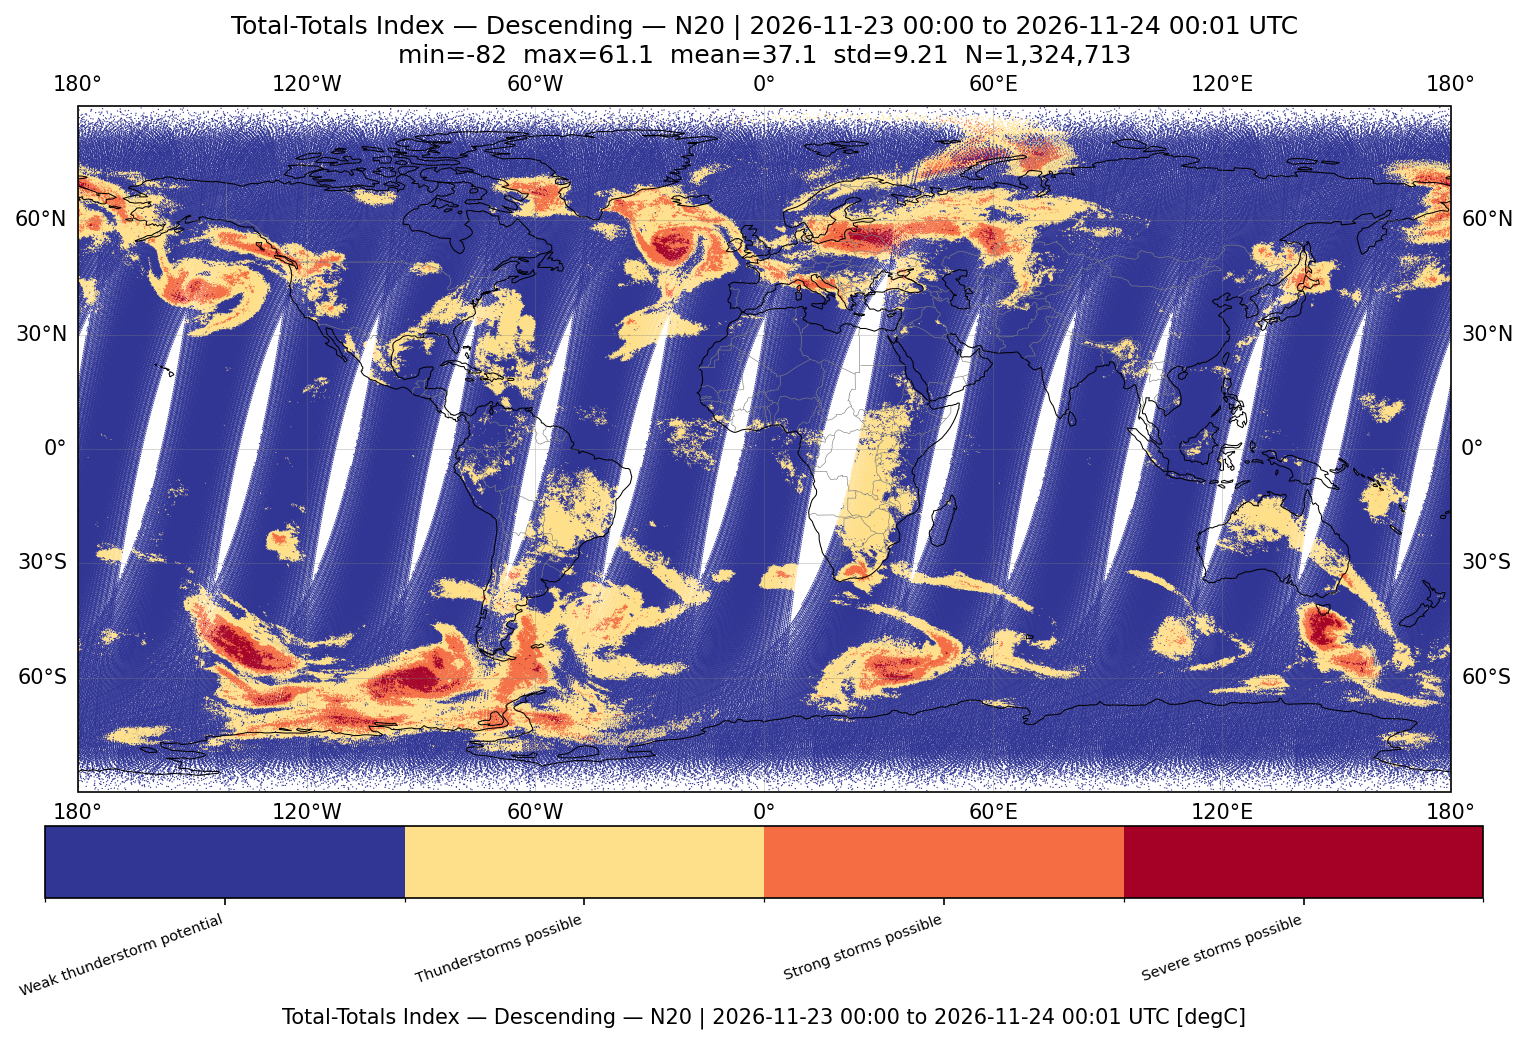 Total-Totals Index — Descending — N20 | 2026-11-23 00:00 to 2026-11-24 00:01 UTC
min=-82  max=61.1  mean=37.1  std=9.21  N=1,324,713
180° 120°W 60°W 0° 60°E 120°E 180°
60°N 60°N
30°N 30°N
0° 0°
30°S 30°S
60°S 60°S
180° 120°W 60°W 0° 60°E 120°E 180°
Weak thunderstorm potential
Thunderstorms possible
Strong storms possible
Severe storms possible
Total-Totals Index — Descending — N20 | 2026-11-23 00:00 to 2026-11-24 00:01 UTC [degC]